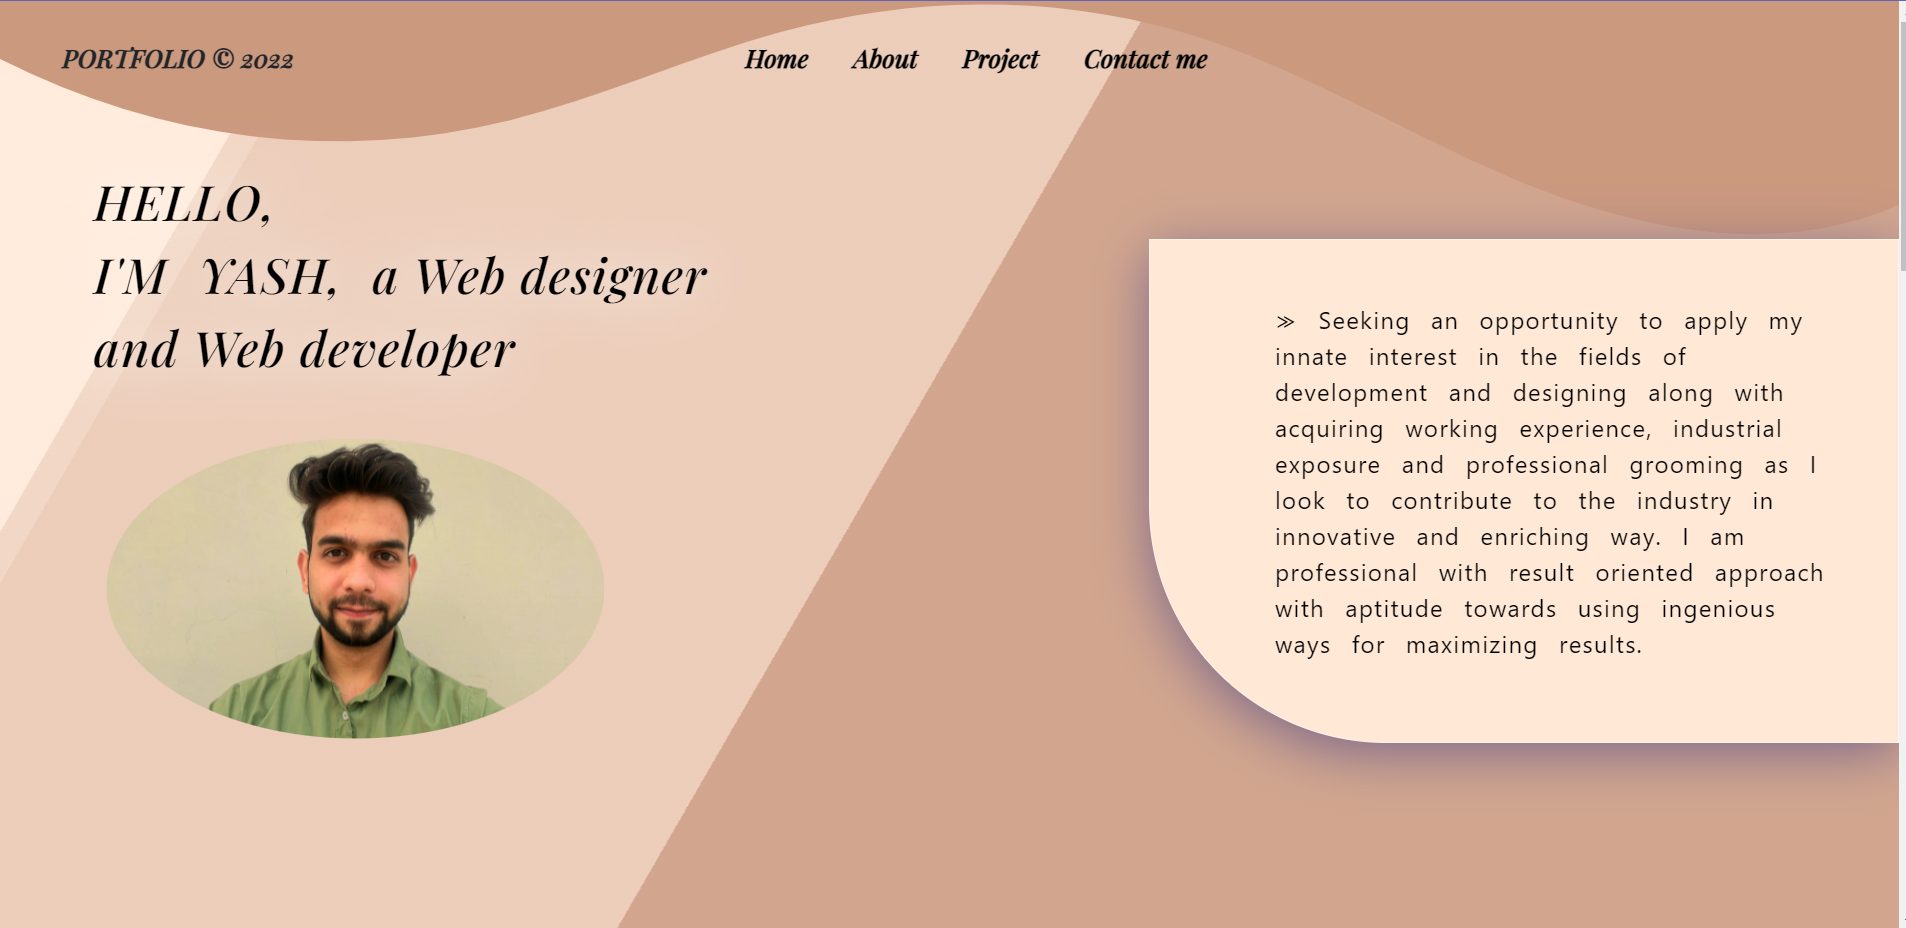 PORTFOLIO © 2022
Home About Project Contact me
HELLO,
I'M YASH, a Web designer
and Web developer
≫ Seeking an opportunity to apply my
innate interest in the fields of
development and designing along with
acquiring working experience, industrial
exposure and professional grooming as I
look to contribute to the industry in
innovative and enriching way. I am
professional with result oriented approach
with aptitude towards using ingenious
ways for maximizing results.